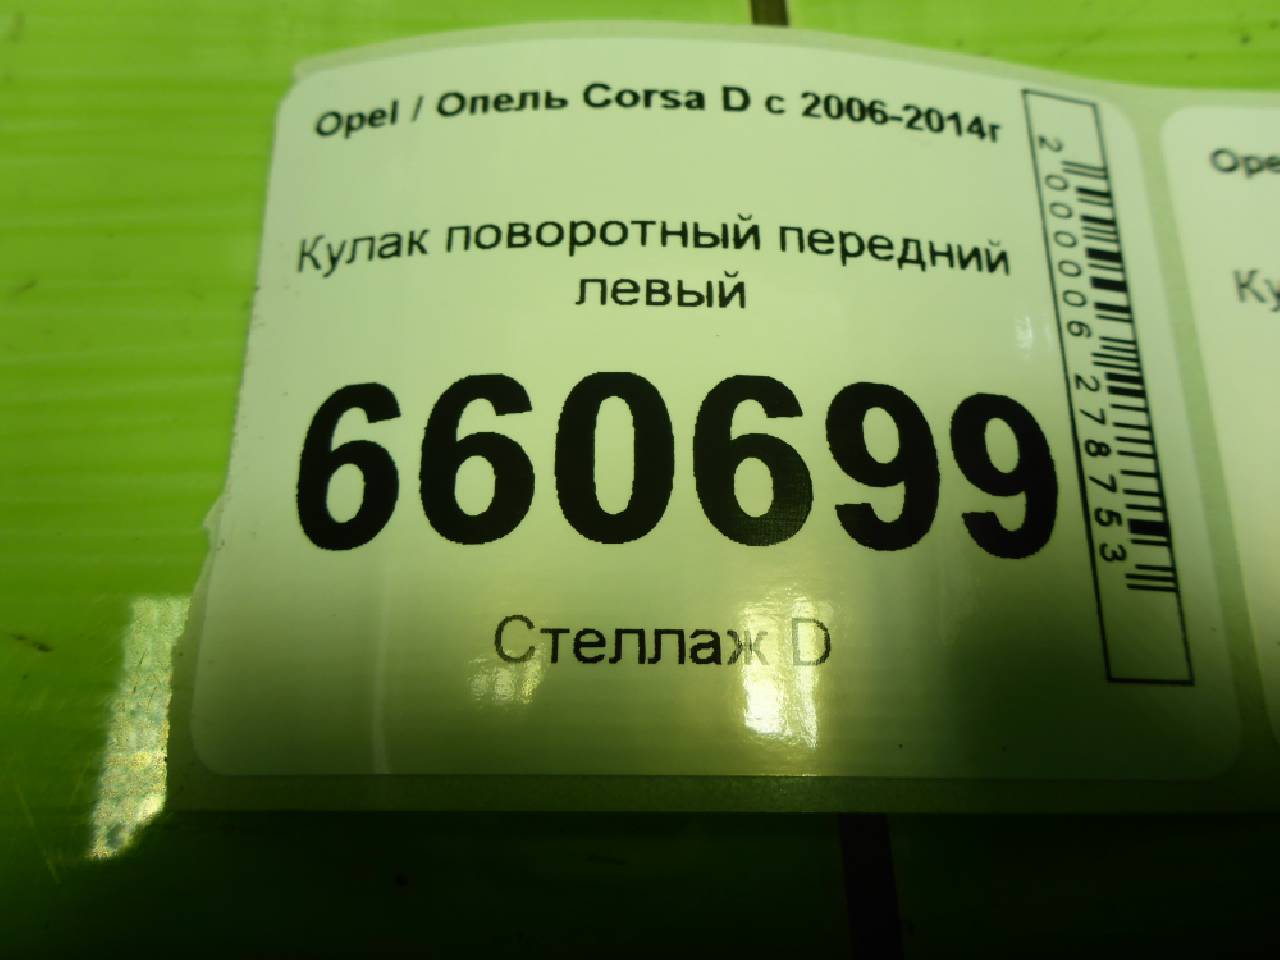 Opel / Опель Corsa D с 2006-2014г
Кулак поворотный передний
левый
660699
Стеллаж D
2000006278753
Ope
Ку